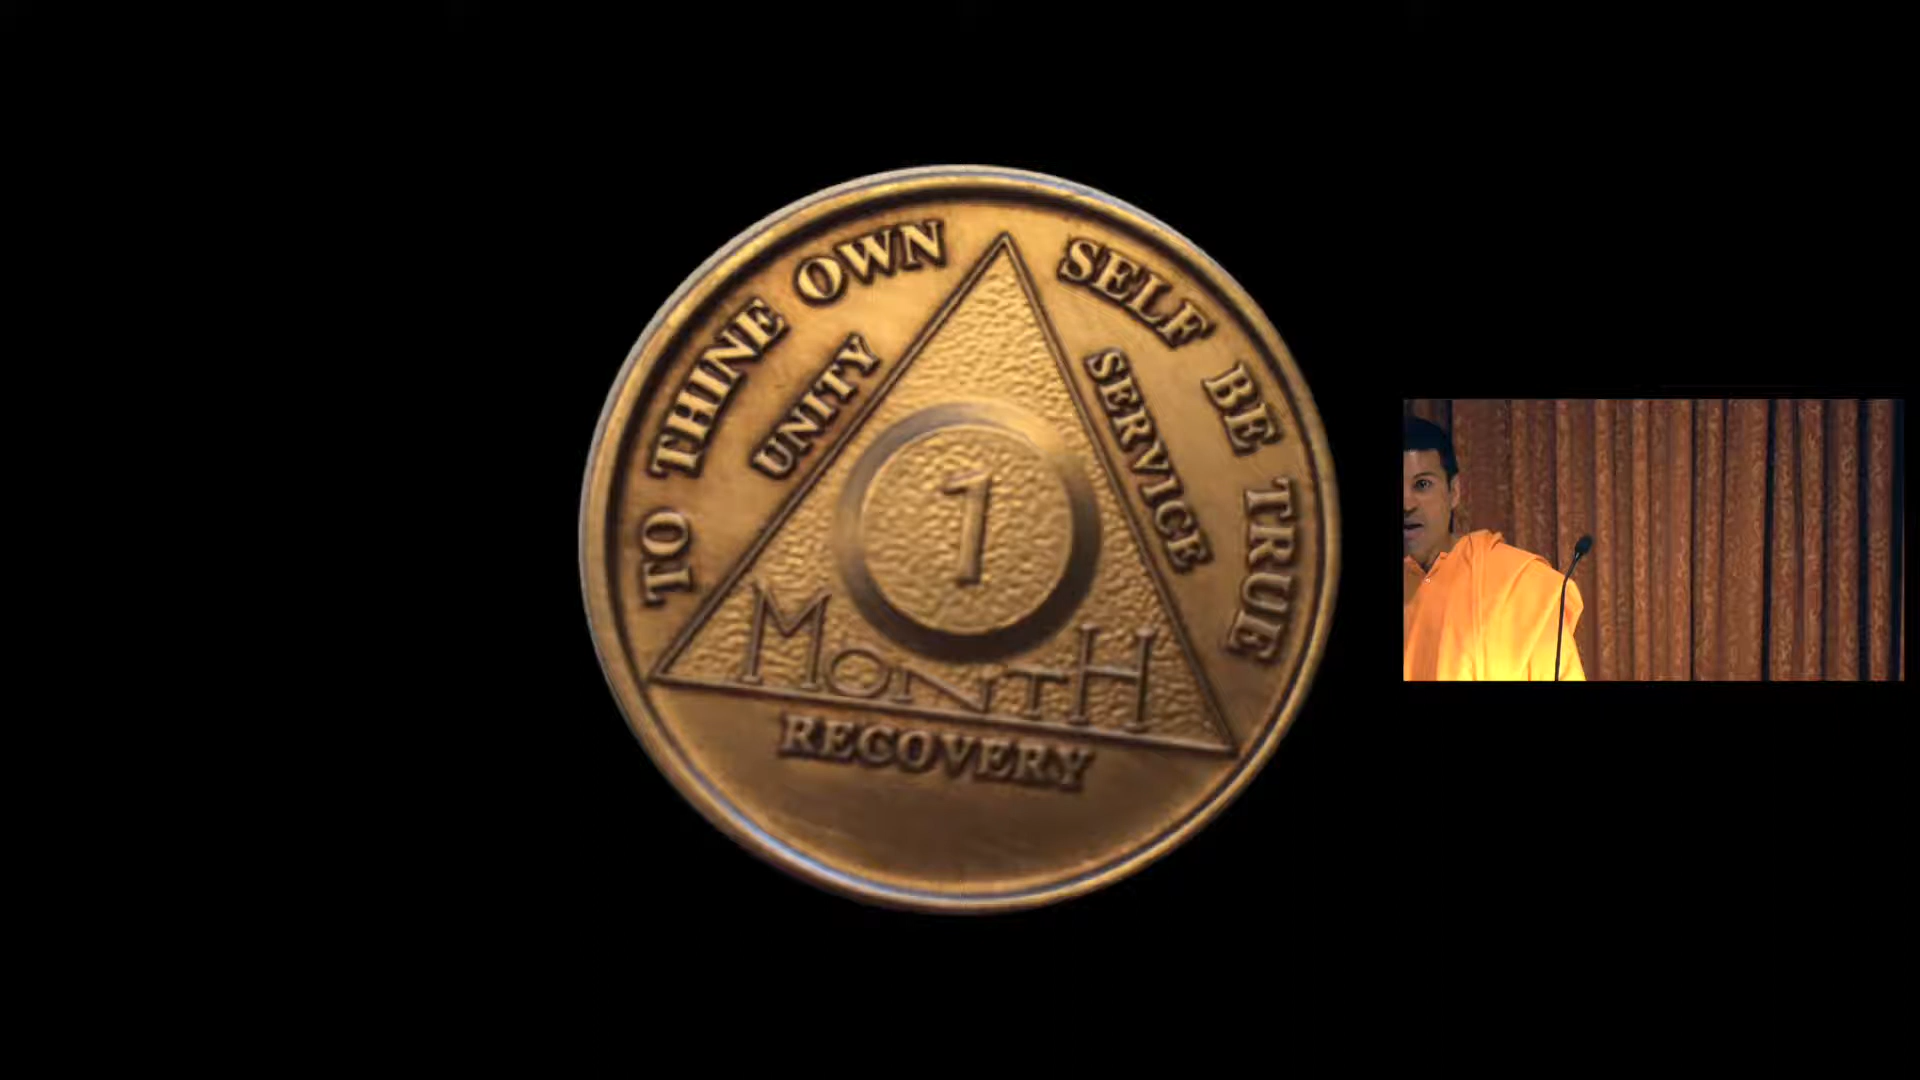 TO THINE OWN SELF BE TRUE
UNITY
SERVICE
1
MONTH
RECOVERY